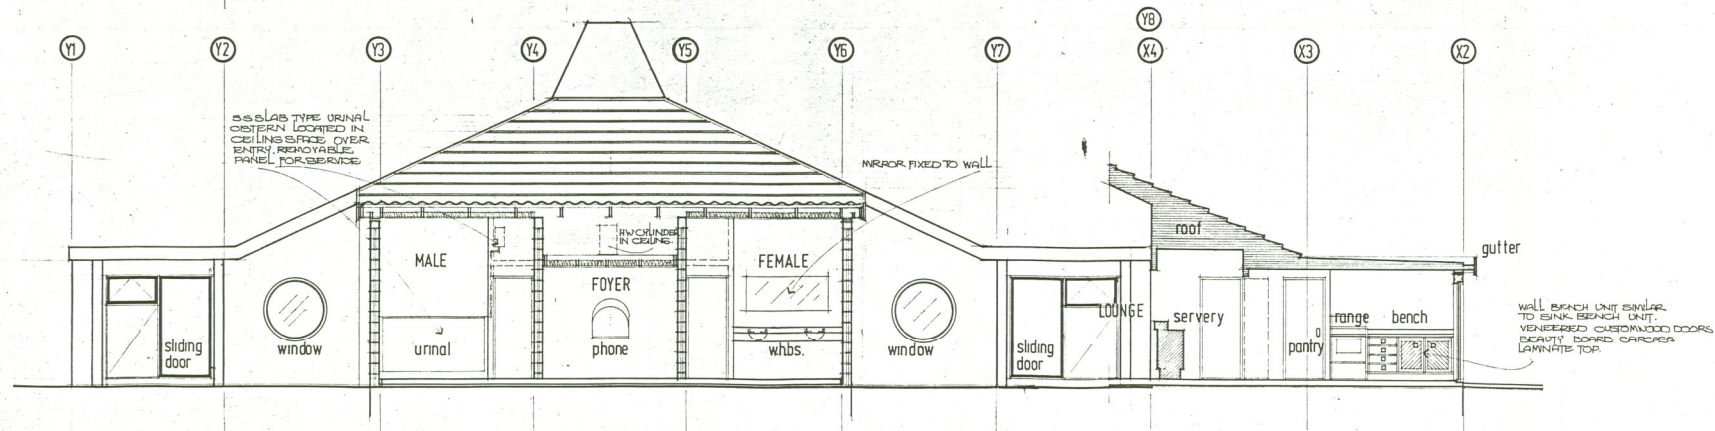 Y8
Y1 Y2 Y3 Y4 Y5 Y6 Y7 X4 X3 X2
SS SLAB TYPE URINAL
CISTERN LOCATED IN
CEILING SPACE OVER
ENTRY. REMOVABLE
PANEL FOR SERVICE
MIRROR FIXED TO WALL
HW CYLINDER
IN CEILING.
MALE
FOYER
FEMALE
roof
gutter
sliding
door
window
urinal
phone
w.h.bs.
window
sliding
door
LOUNGE
servery
pantry
range
bench
WALL BENCH UNIT SIMILAR
TO SINK BENCH UNIT.
VENEERED CUSTOMWOOD DOORS
BEAUTY BOARD CARCASS
LAMINATE TOP.